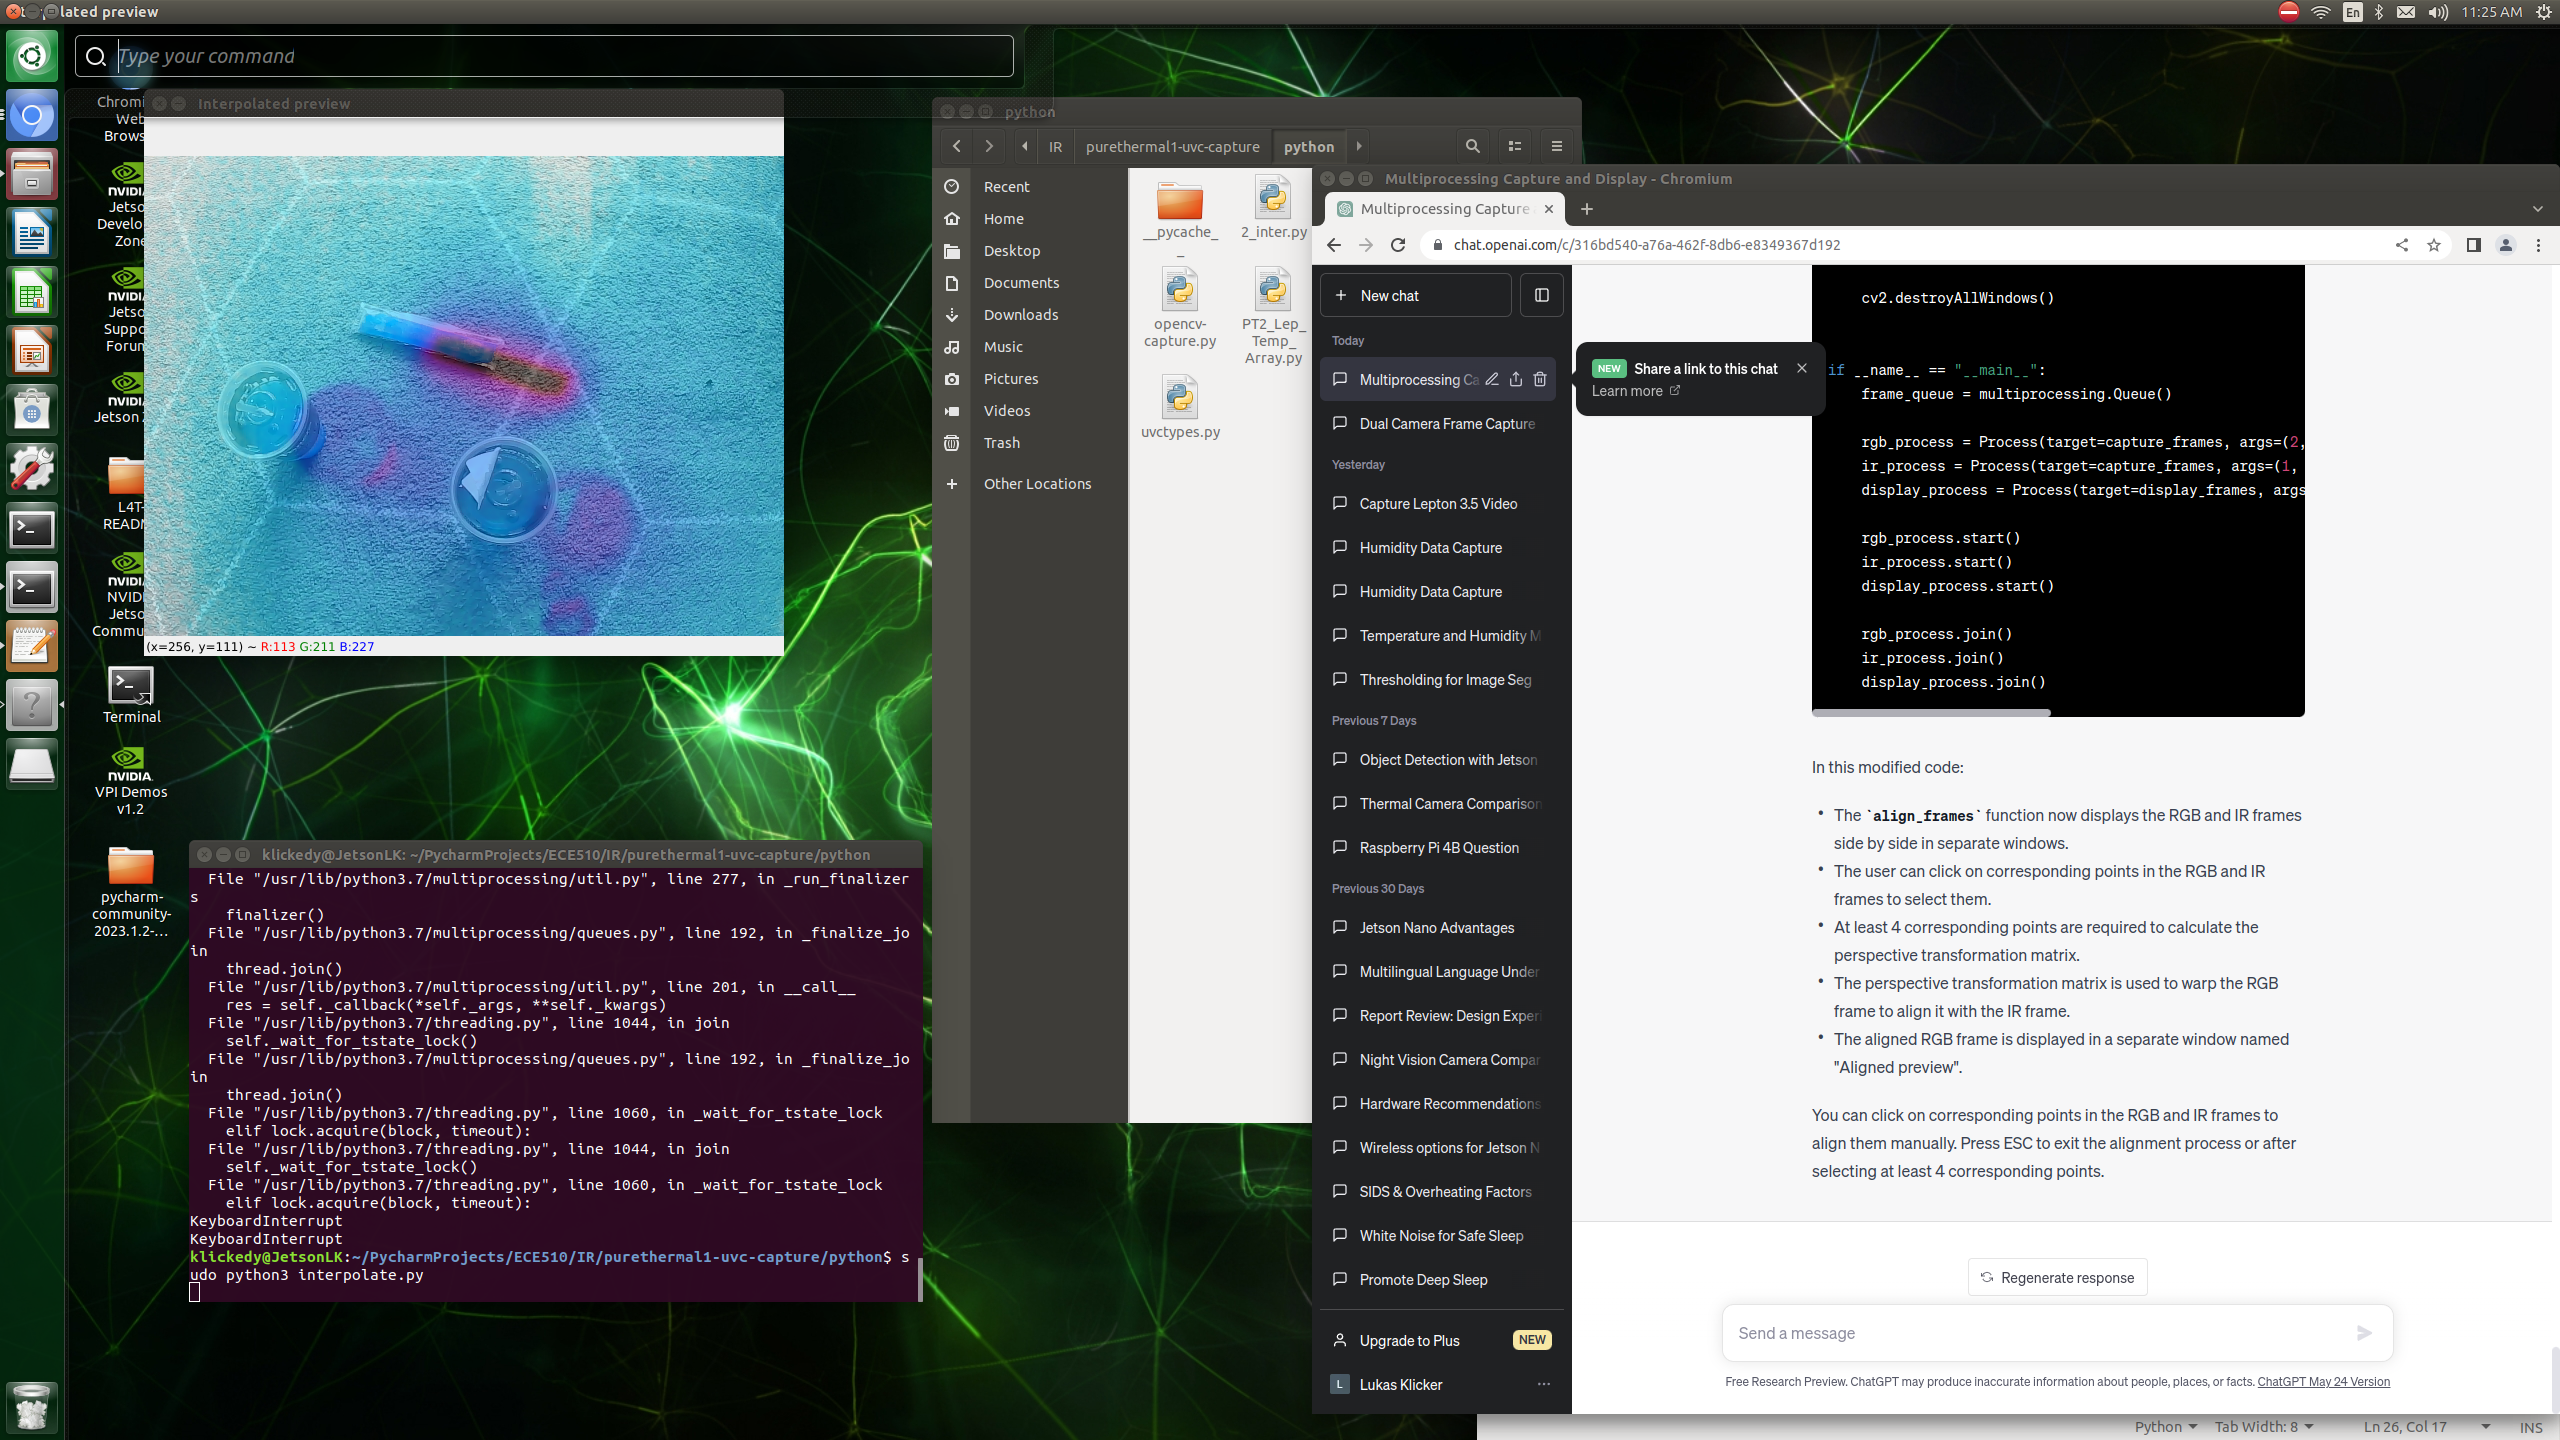 Interpolated preview
En
11:25 AM
Type your command
Chromi
Web
Brows
NVIDI
Jetso
Develo
Zone
NVIDI
Jetso
Suppo
Forum
NVIDI
Jetson
L4T-
READM
NVIDI
NVIDI
Jetso
Commu
Terminal
NVIDIA.
VPI Demos
v1.2
pycharm-
community-
2023.1.2-...
Interpolated preview
(x=256, y=111) ~ R:113 G:211 B:227
klickedy@JetsonLK: ~/PycharmProjects/ECE510/IR/purethermal1-uvc-capture/python
File "/usr/lib/python3.7/multiprocessing/util.py", line 277, in _run_finalizer
s
finalizer()
File "/usr/lib/python3.7/multiprocessing/queues.py", line 192, in _finalize_jo
in
thread.join()
File "/usr/lib/python3.7/multiprocessing/util.py", line 201, in __call__
res = self._callback(*self._args, **self._kwargs)
File "/usr/lib/python3.7/threading.py", line 1044, in join
self._wait_for_tstate_lock()
File "/usr/lib/python3.7/multiprocessing/queues.py", line 192, in _finalize_jo
in
thread.join()
File "/usr/lib/python3.7/threading.py", line 1060, in _wait_for_tstate_lock
elif lock.acquire(block, timeout):
File "/usr/lib/python3.7/threading.py", line 1044, in join
self._wait_for_tstate_lock()
File "/usr/lib/python3.7/threading.py", line 1060, in _wait_for_tstate_lock
elif lock.acquire(block, timeout):
KeyboardInterrupt
KeyboardInterrupt
klickedy@JetsonLK:~/PycharmProjects/ECE510/IR/purethermal1-uvc-capture/python$ s
udo python3 interpolate.py
python
IR
purethermal1-uvc-capture
python
Recent
Home
Desktop
Documents
Downloads
Music
Pictures
Videos
Trash
Other Locations
__pycache_
_
2_inter.py
opencv-
capture.py
PT2_Lep_
Temp_
Array.py
uvctypes.py
Multiprocessing Capture and Display - Chromium
Multiprocessing Capture
chat.openai.com/c/316bd540-a76a-462f-8db6-e8349367d192
New chat
Today
Multiprocessing Ca
Dual Camera Frame Capture
Yesterday
Capture Lepton 3.5 Video
Humidity Data Capture
Humidity Data Capture
Temperature and Humidity M
Thresholding for Image Seg
Previous 7 Days
Object Detection with Jetson
Thermal Camera Comparison
Raspberry Pi 4B Question
Previous 30 Days
Jetson Nano Advantages
Multilingual Language Under
Report Review: Design Experi
Night Vision Camera Compar
Hardware Recommendations
Wireless options for Jetson N
SIDS & Overheating Factors
White Noise for Safe Sleep
Promote Deep Sleep
Upgrade to Plus
NEW
L
Lukas Klicker
NEW
Share a link to this chat
Learn more
cv2.destroyAllWindows()
if __name__ == "__main__":
frame_queue = multiprocessing.Queue()
rgb_process = Process(target=capture_frames, args=(2,
ir_process = Process(target=capture_frames, args=(1,
display_process = Process(target=display_frames, args
rgb_process.start()
ir_process.start()
display_process.start()
rgb_process.join()
ir_process.join()
display_process.join()
In this modified code:
• The `align_frames` function now displays the RGB and IR frames
side by side in separate windows.
• The user can click on corresponding points in the RGB and IR
frames to select them.
• At least 4 corresponding points are required to calculate the
perspective transformation matrix.
• The perspective transformation matrix is used to warp the RGB
frame to align it with the IR frame.
• The aligned RGB frame is displayed in a separate window named
"Aligned preview".
You can click on corresponding points in the RGB and IR frames to
align them manually. Press ESC to exit the alignment process or after
selecting at least 4 corresponding points.
Regenerate response
Send a message
Free Research Preview. ChatGPT may produce inaccurate information about people, places, or facts. ChatGPT May 24 Version
Python
Tab Width: 8
Ln 26, Col 17
INS